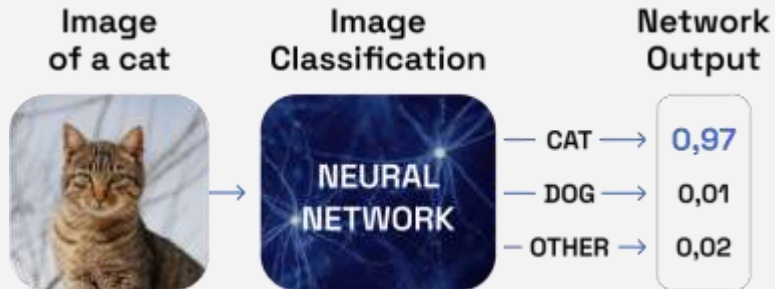 Image
of a cat
Image
Classification
Network
Output
NEURAL
NETWORK
CAT
0,97
DOG
0,01
OTHER
0,02